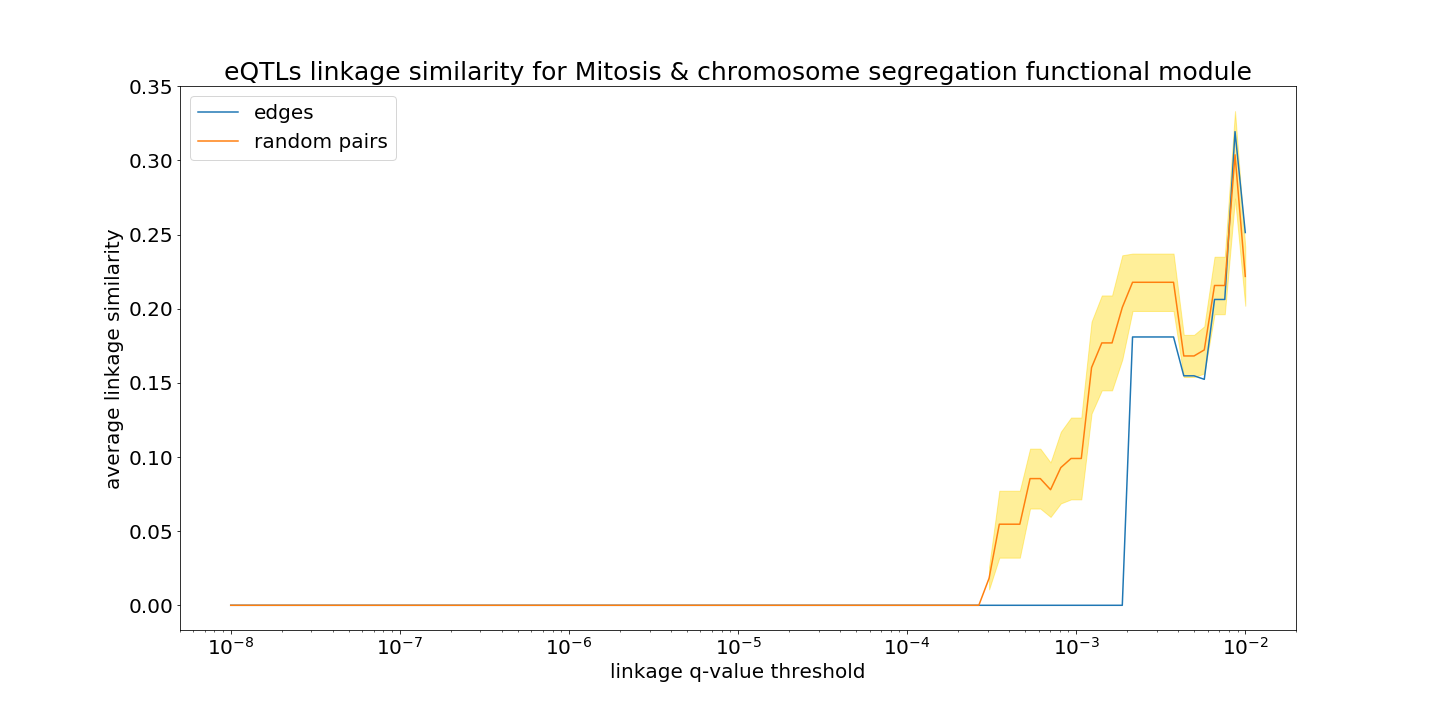 eQTLs linkage similarity for Mitosis & chromosome segregation functional module
edges
random pairs
average linkage similarity
0.35
0.30
0.25
0.20
0.15
0.10
0.05
0.00
10⁻⁸ 10⁻⁷ 10⁻⁶ 10⁻⁵ 10⁻⁴ 10⁻³ 10⁻²
linkage q-value threshold